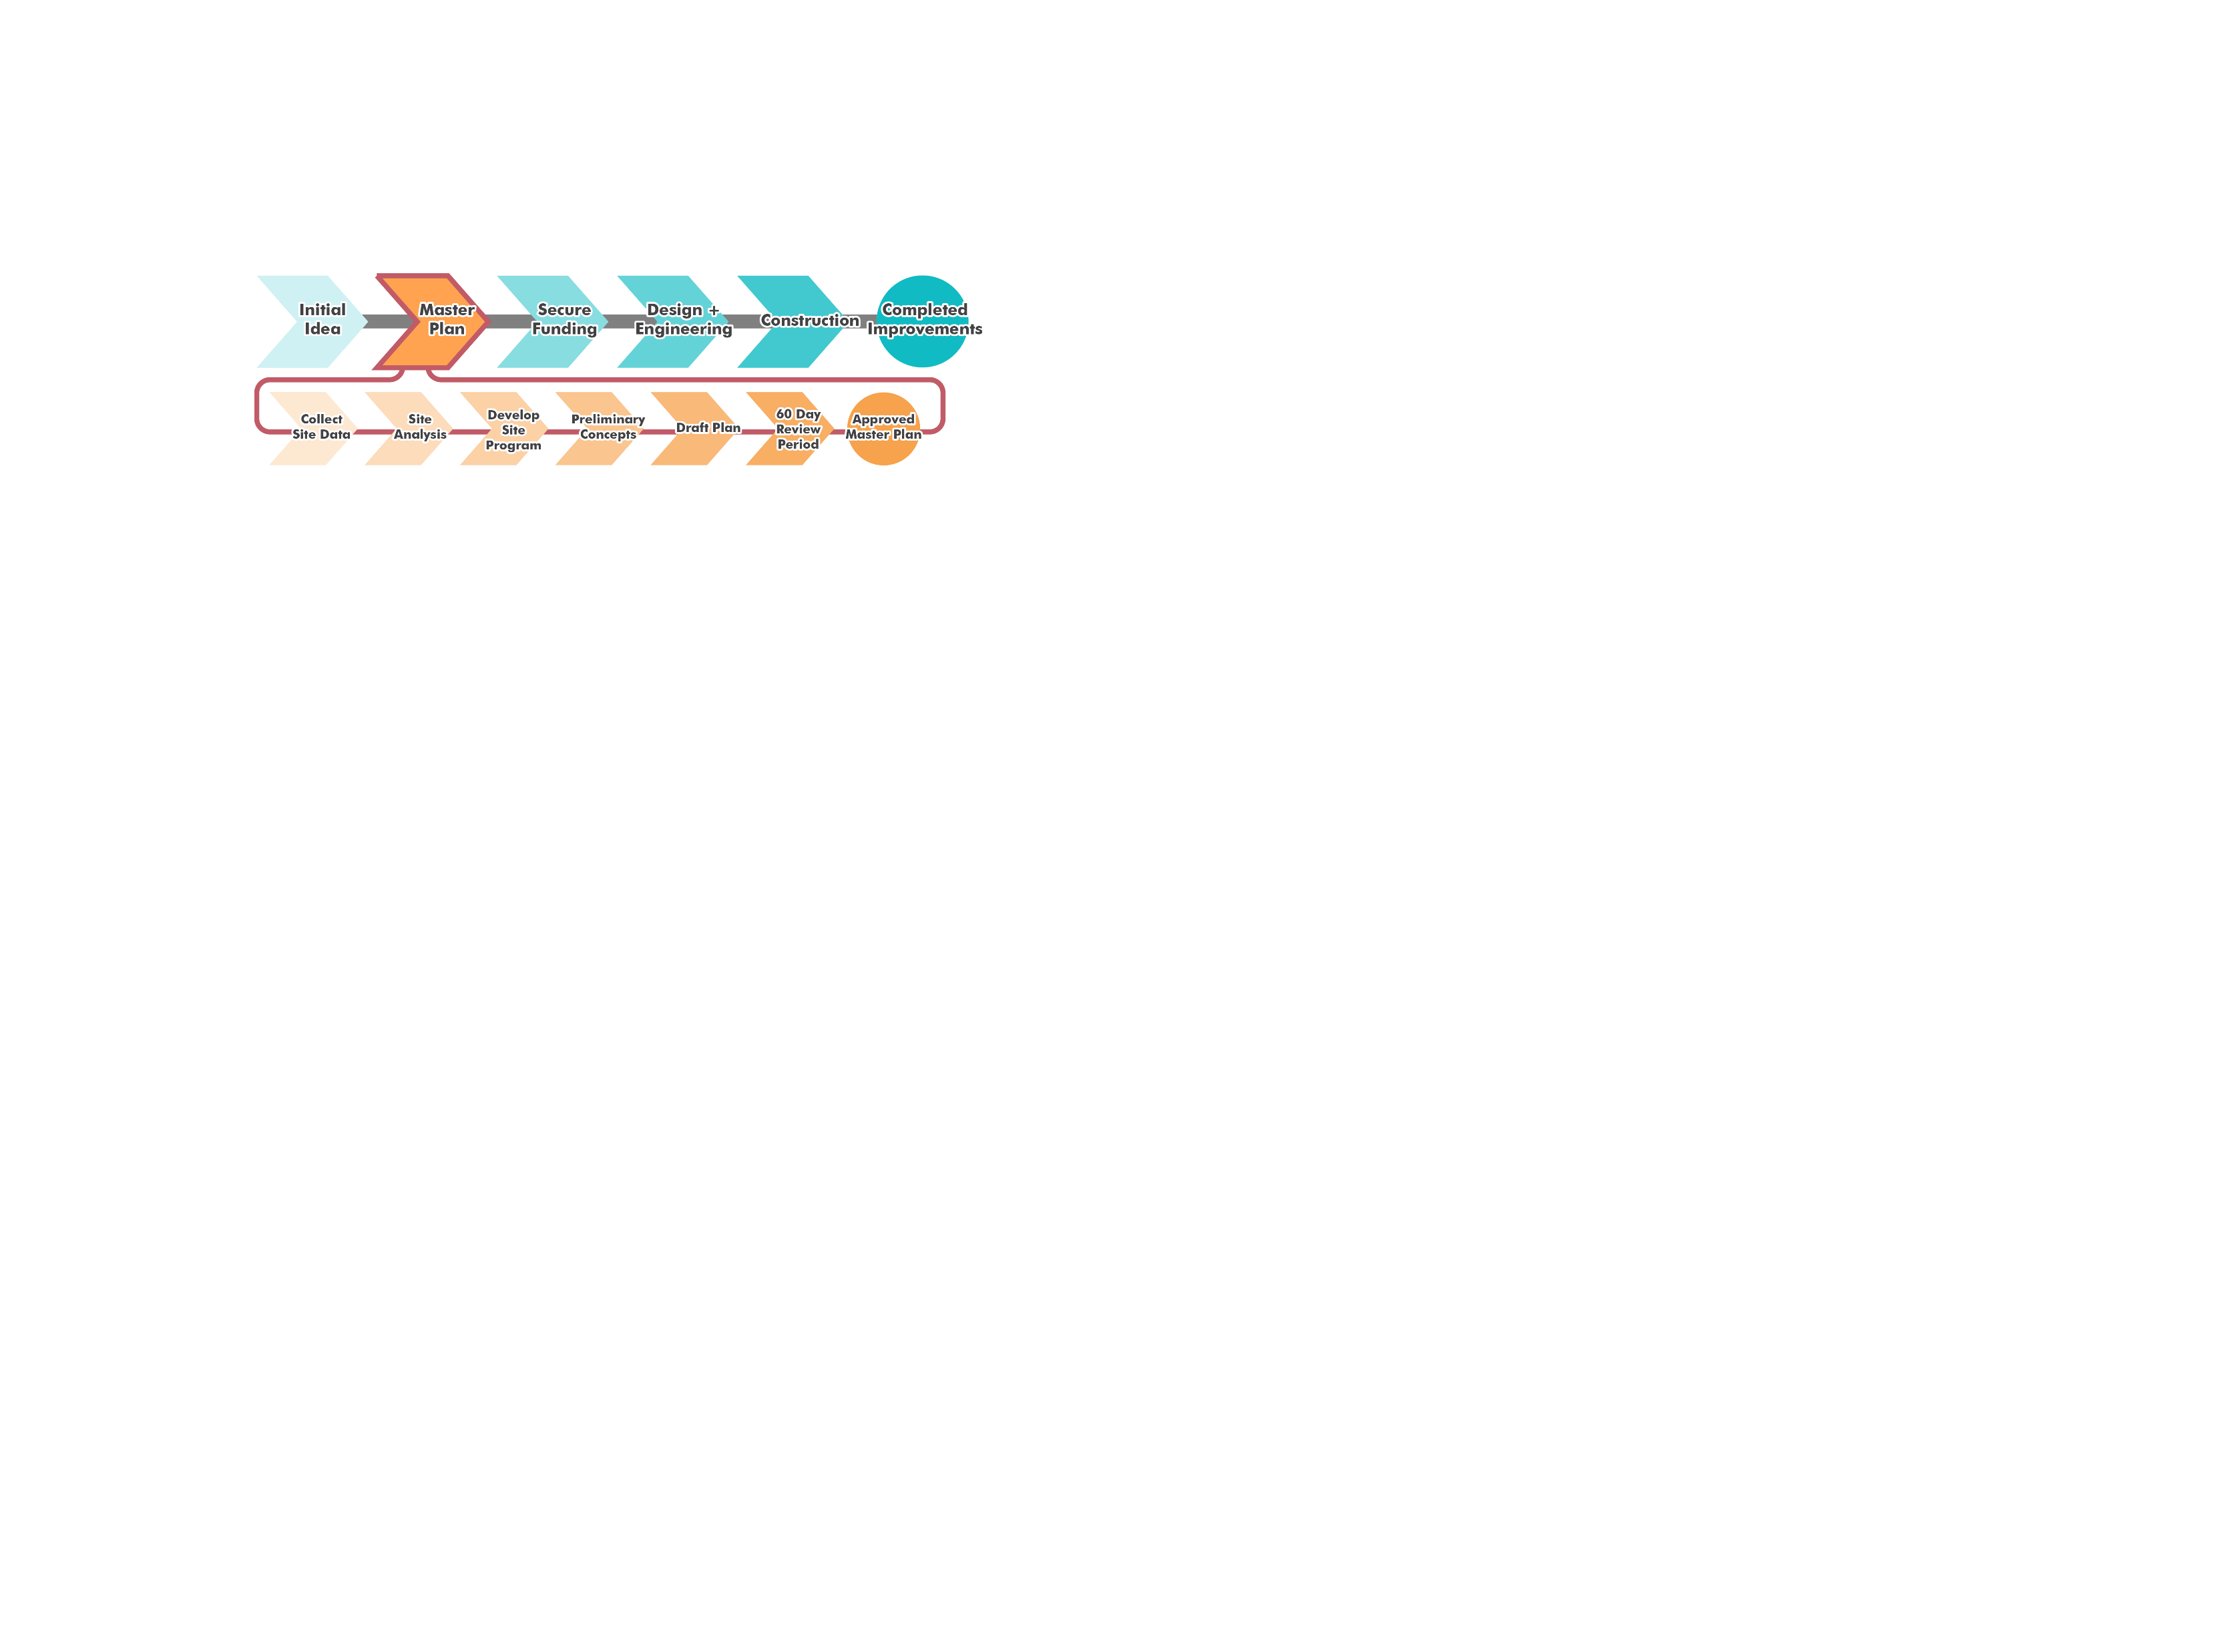 Initial
Idea
Master
Plan
Secure
Funding
Design +
Engineering
Construction
Completed
Improvements
Collect
Site Data
Site
Analysis
Develop
Site
Program
Preliminary
Concepts
Draft Plan
60 Day
Review
Period
Approved
Master Plan